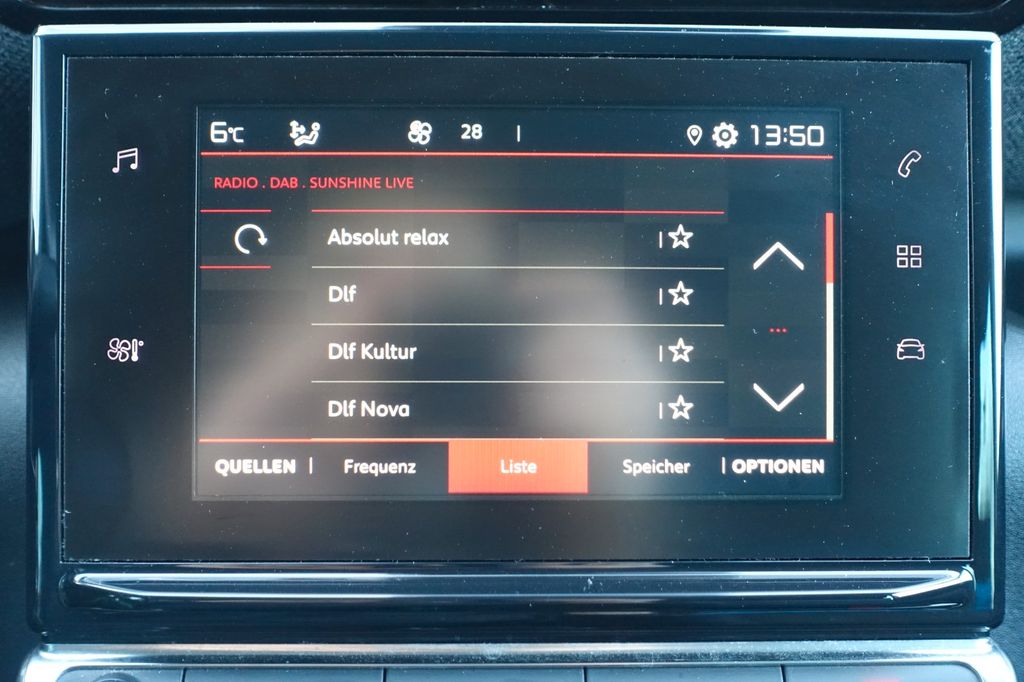 6°C 28 13:50
RADIO . DAB . SUNSHINE LIVE
Absolut relax
Dlf
Dlf Kultur
Dlf Nova
QUELLEN Frequenz Liste Speicher OPTIONEN